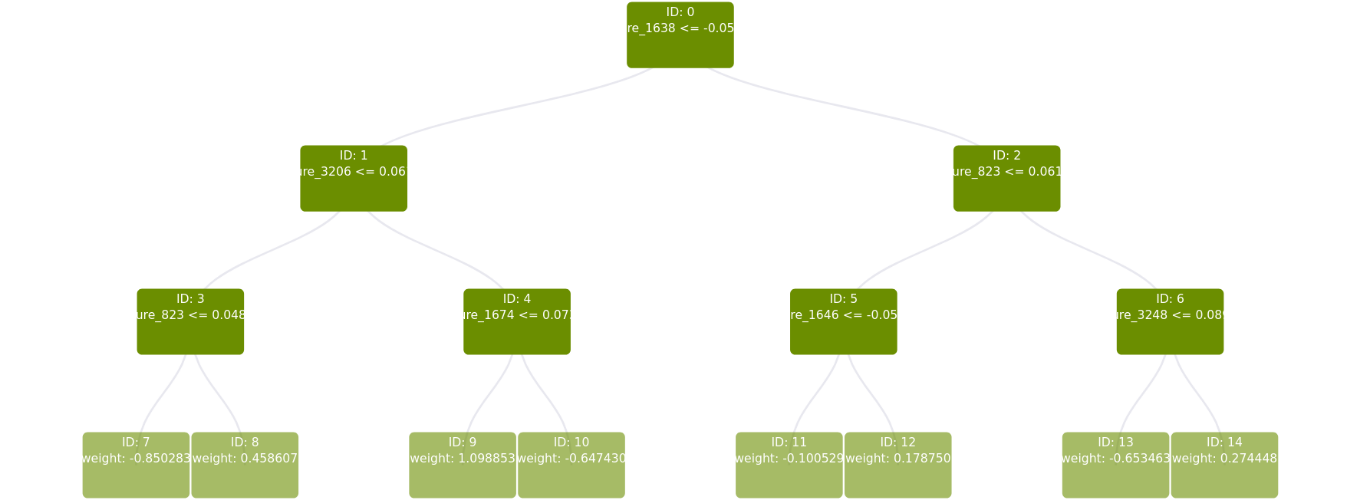 ID: 0
re_1638 <= -0.05
ID: 1
ure_3206 <= 0.06
ID: 2
ure_823 <= 0.061
ID: 3
ure_823 <= 0.048
ID: 4
ure_1674 <= 0.07
ID: 5
re_1646 <= -0.05
ID: 6
ure_3248 <= 0.08
ID: 7
weight: -0.850283
ID: 8
weight: 0.458607
ID: 9
weight: 1.098853
ID: 10
weight: -0.647430
ID: 11
weight: -0.100529
ID: 12
weight: 0.178750
ID: 13
weight: -0.653463
ID: 14
weight: 0.274448